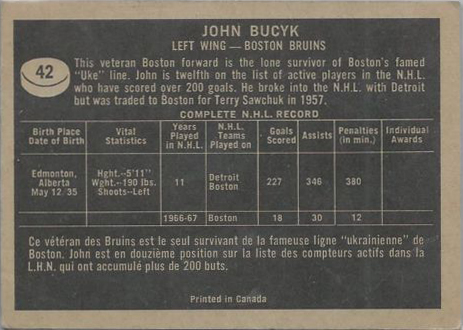 JOHN BUCYK
LEFT WING — BOSTON BRUINS
42
This veteran Boston forward is the lone survivor of Boston's famed
"Uke" line. John is twelfth on the list of active players in the N.H.L.
who have scored over 200 goals. He broke into the N.H.L. with Detroit
but was traded to Boston for Terry Sawchuk in 1957.
COMPLETE N.H.L. RECORD
Birth Place Date of Birth | Vital Statistics | Years Played in N.H.L. | N.H.L. Teams Played on | Goals Scored | Assists | Penalties (in min.) | Individual Awards
Edmonton, Alberta May 12/35 | Hght.--5'11" Wght.--190 lbs. Shoots--Left | 11 | Detroit Boston | 227 | 346 | 380
1966-67 | Boston | 18 | 30 | 12
Ce vétéran des Bruins est le seul survivant de la fameuse ligne "ukrainienne" de
Boston. John est en douzième position sur la liste des compteurs actifs dans la
L.H.N. qui ont accumulé plus de 200 buts.
Printed in Canada